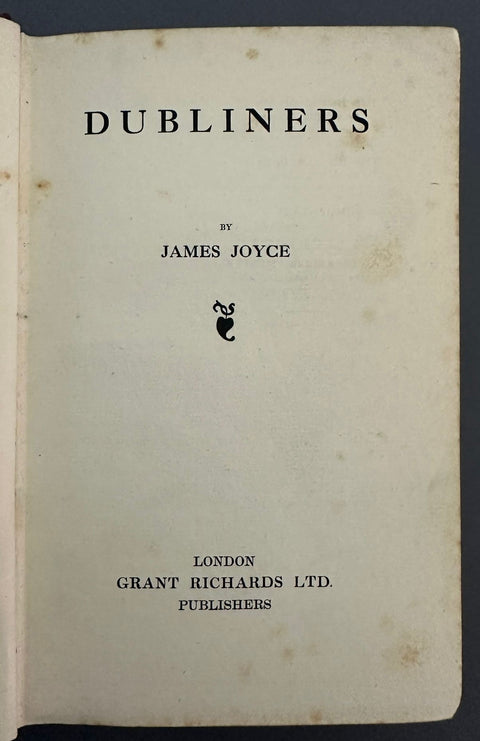 DUBLINERS
BY
JAMES JOYCE
LONDON
GRANT RICHARDS LTD.
PUBLISHERS